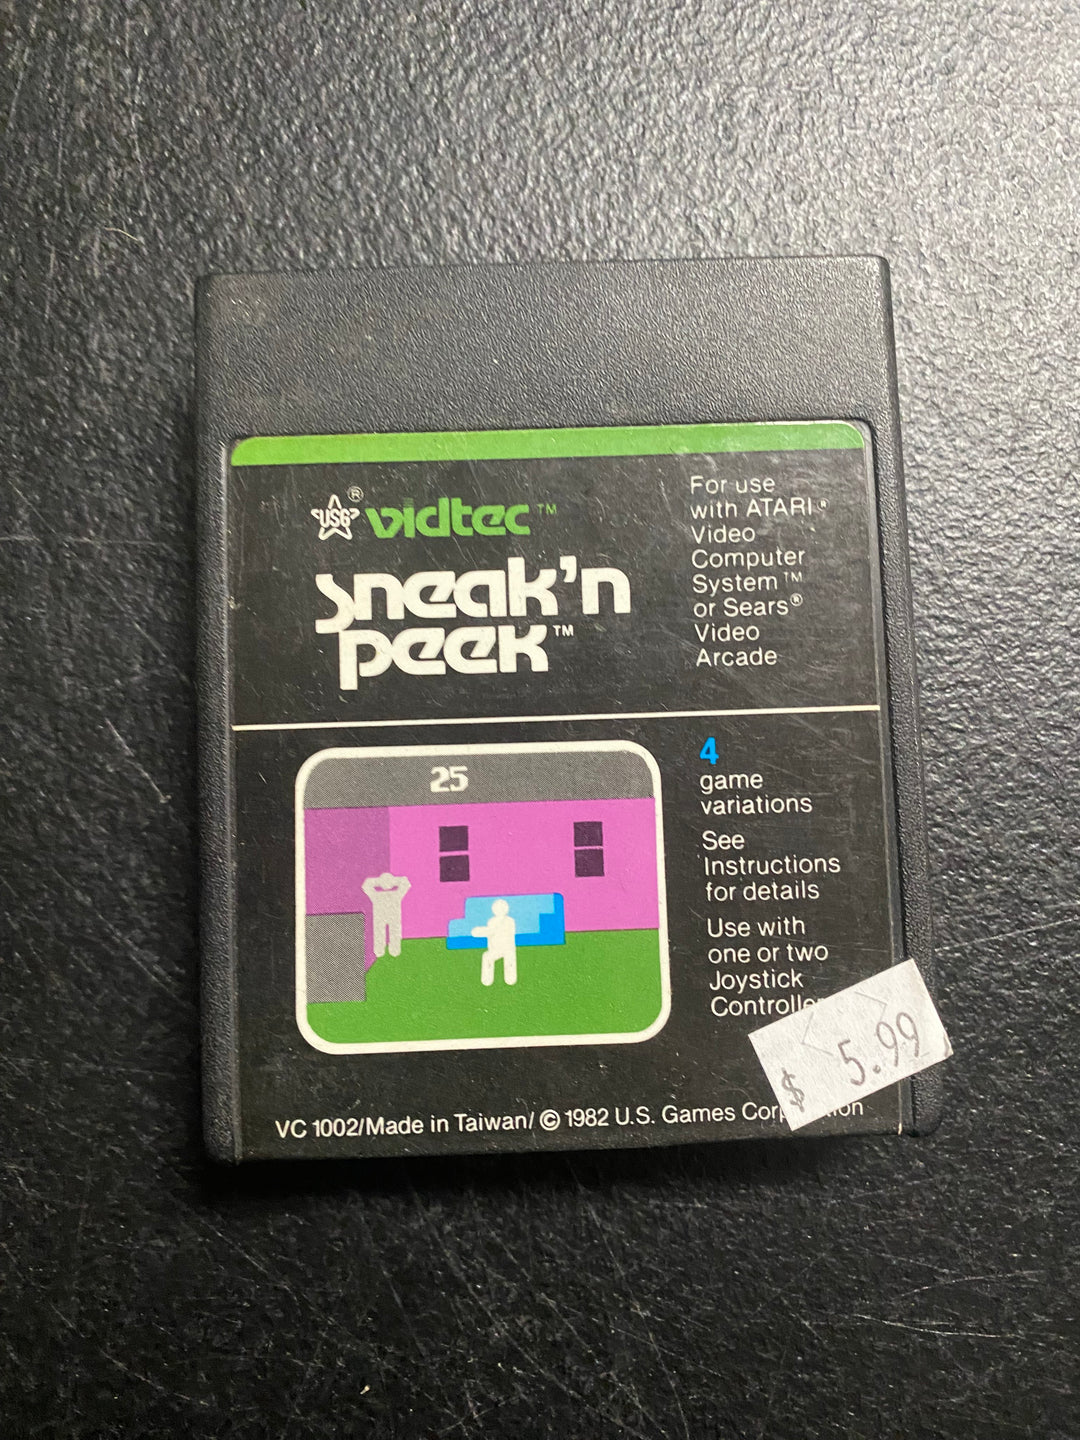 USG® vidtec™
sneak'n
peek™
For use
with ATARI®
Video
Computer
System™
or Sears®
Video
Arcade
25
4
game
variations
See
Instructions
for details
Use with
one or two
Joystick
$ 5.99
VC 1002/Made in Taiwan/ © 1982 U.S. Games